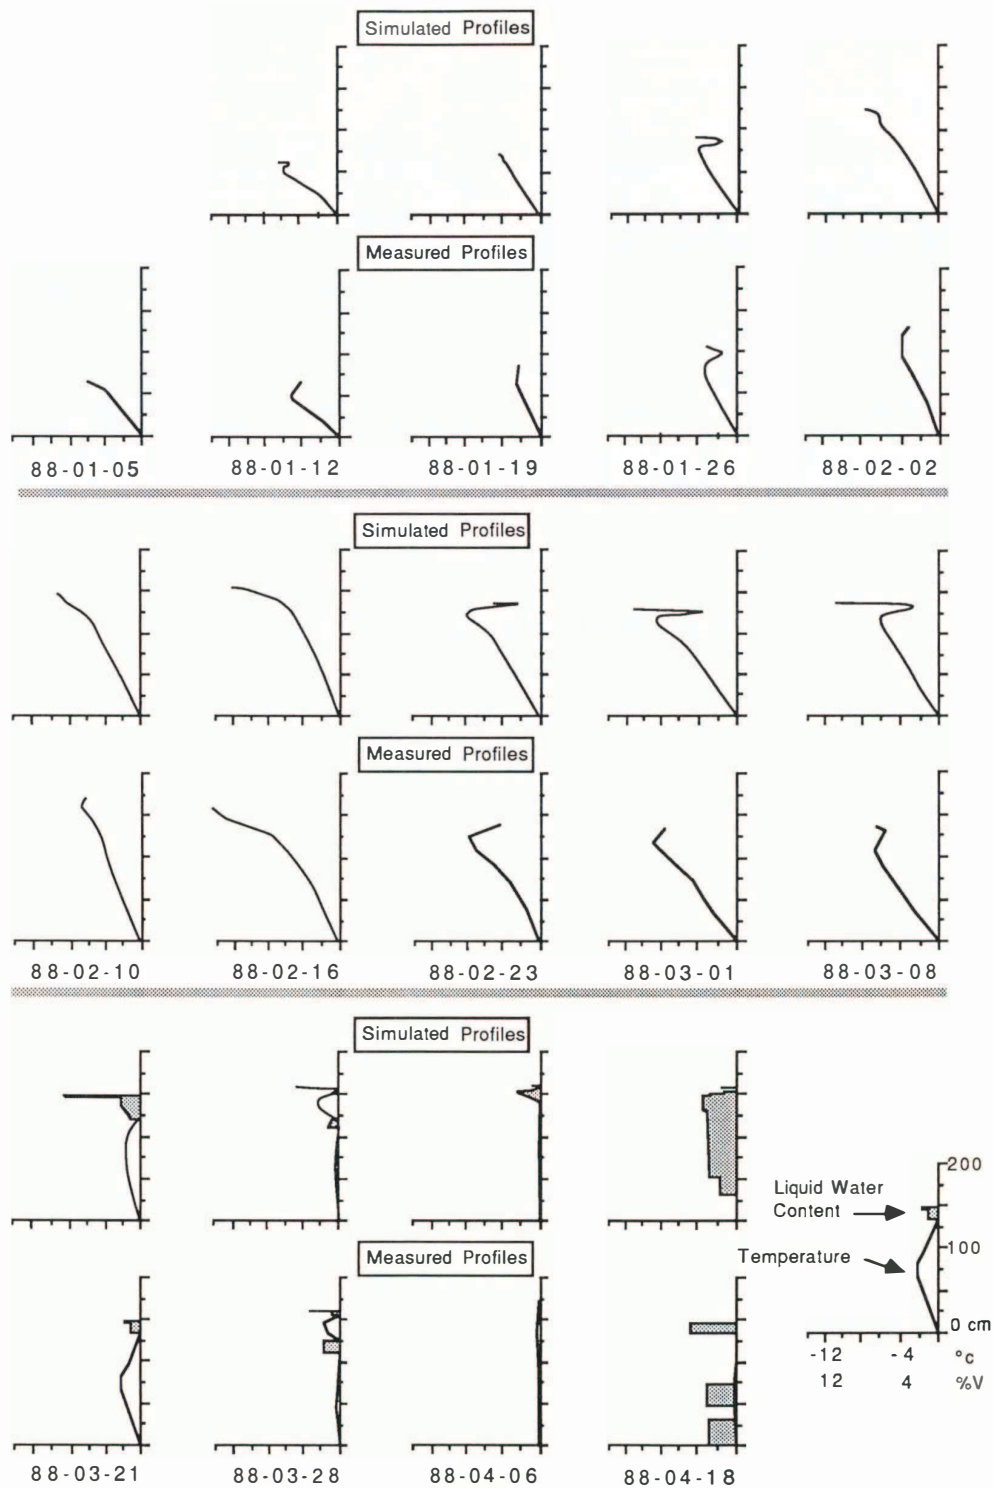 Simulated Profiles
Measured Profiles
88-01-05 88-01-12 88-01-19 88-01-26 88-02-02
Simulated Profiles
Measured Profiles
88-02-10 88-02-16 88-02-23 88-03-01 88-03-08
Simulated Profiles
Liquid Water
Content
200
Measured Profiles
Temperature
100
0 cm
-12 -4 °c
12 4 %V
88-03-21 88-03-28 88-04-06 88-04-18